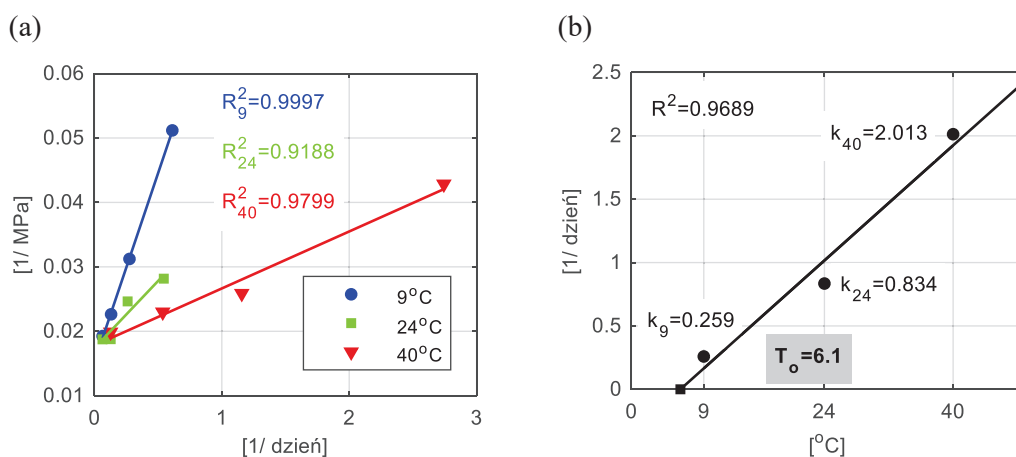 (a)
[1/ MPa]
0.06
0.05
0.04
0.03
0.02
0.01
R²₉=0.9997
R²₂₄=0.9188
R²₄₀=0.9799
9°C
24°C
40°C
0 1 2 3
[1/ dzień]
(b)
[1/ dzień]
2.5
2
1.5
1
0.5
0
R²=0.9689
k₄₀=2.013
k₂₄=0.834
k₉=0.259
Tₒ=6.1
0 9 24 40
[°C]